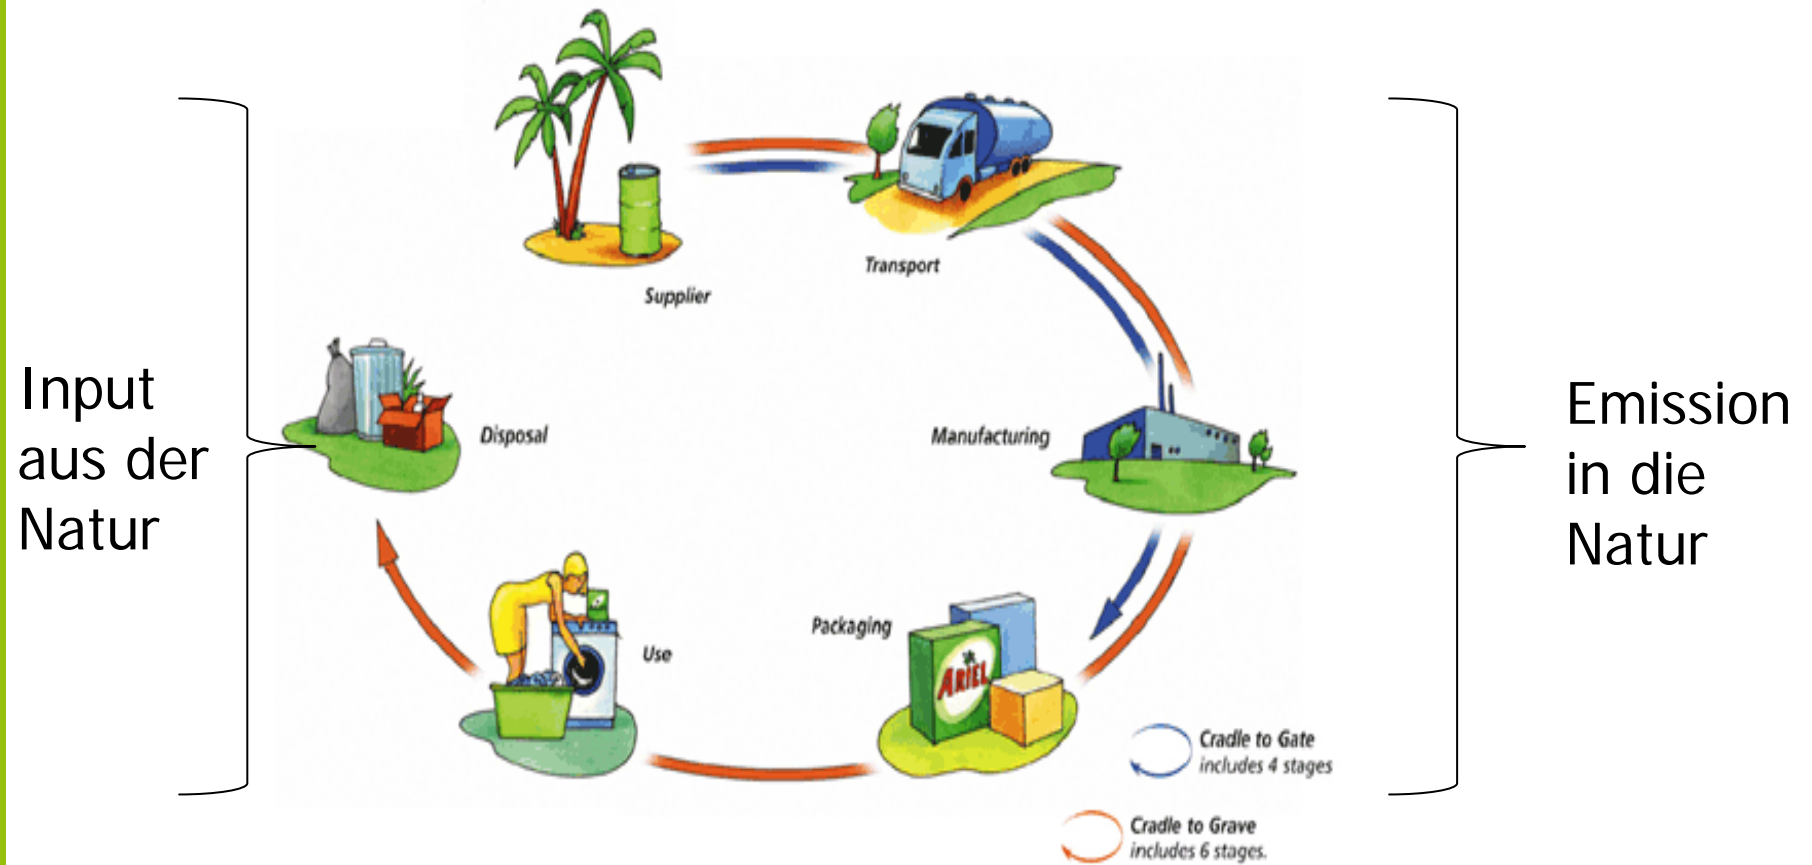 Input
aus der
Natur
Supplier
Transport
Disposal
Manufacturing
Use
Packaging
ARIEL
Cradle to Gate
includes 4 stages
Cradle to Grave
includes 6 stages.
Emission
in die
Natur